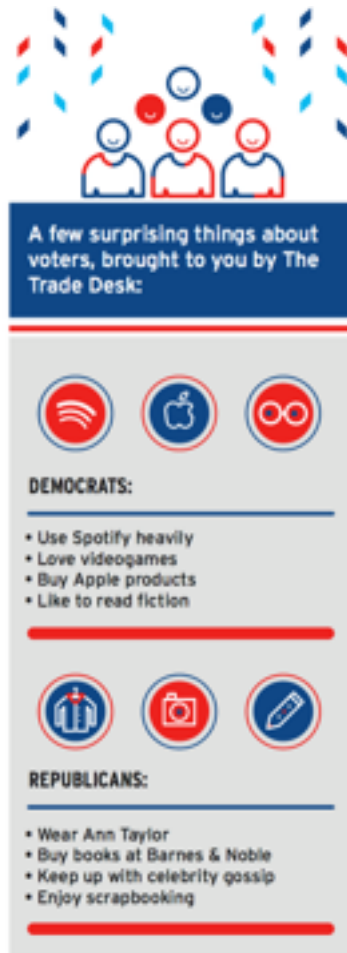 A few surprising things about
voters, brought to you by The
Trade Desk:
DEMOCRATS:
• Use Spotify heavily
• Love videogames
• Buy Apple products
• Like to read fiction
REPUBLICANS:
• Wear Ann Taylor
• Buy books at Barnes & Noble
• Keep up with celebrity gossip
• Enjoy scrapbooking